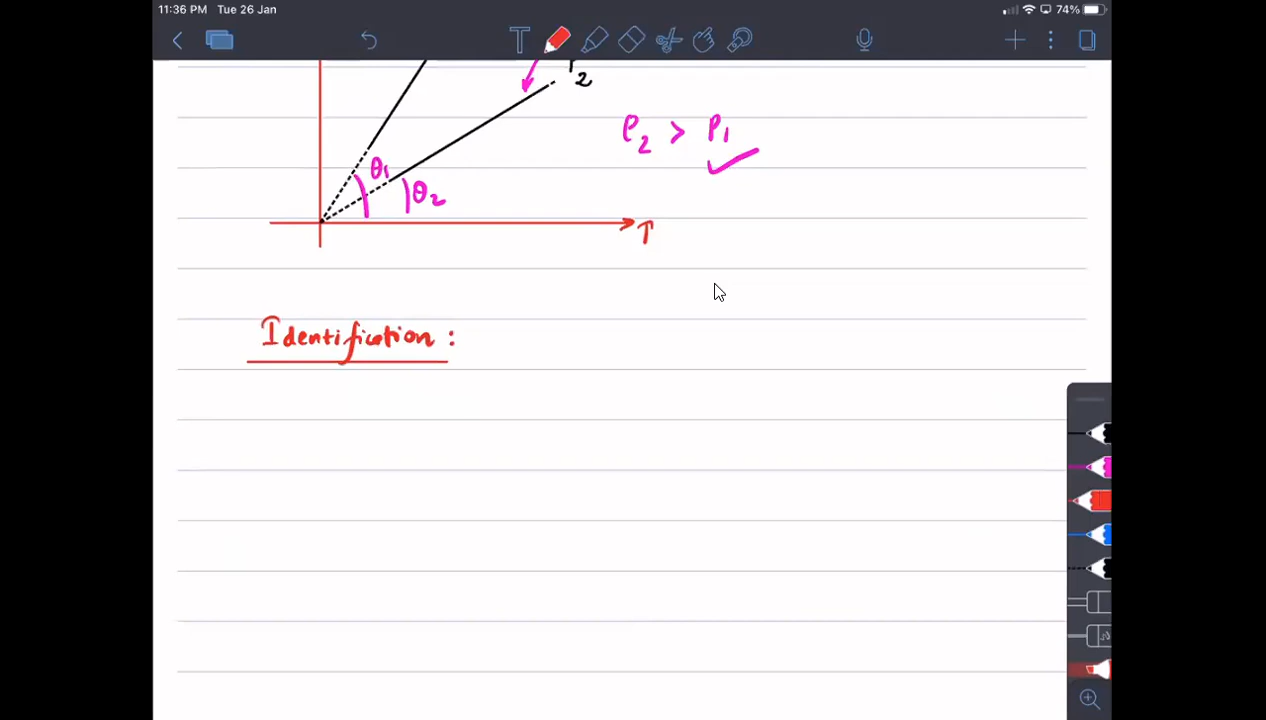 11:36 PM Tue 26 Jan
74%
2
P₂ > P₁
θ₁
θ₂
T
Identification :